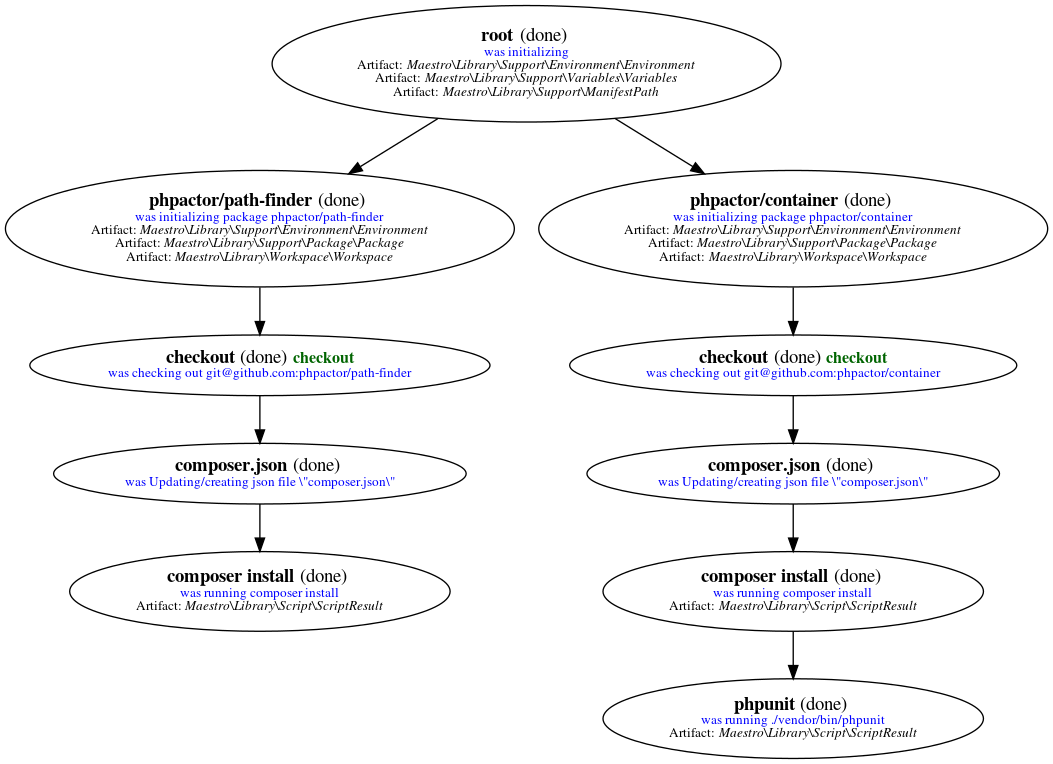 root (done)
was initializing
Artifact: Maestro\Library\Support\Environment\Environment
Artifact: Maestro\Library\Support\Variables\Variables
Artifact: Maestro\Library\Support\ManifestPath
phpactor/path-finder (done)
was initializing package phpactor/path-finder
Artifact: Maestro\Library\Support\Environment\Environment
Artifact: Maestro\Library\Support\Package\Package
Artifact: Maestro\Library\Workspace\Workspace
phpactor/container (done)
was initializing package phpactor/container
Artifact: Maestro\Library\Support\Environment\Environment
Artifact: Maestro\Library\Support\Package\Package
Artifact: Maestro\Library\Workspace\Workspace
checkout (done) checkout
was checking out git@github.com:phpactor/path-finder
checkout (done) checkout
was checking out git@github.com:phpactor/container
composer.json (done)
was Updating/creating json file \"composer.json\"
composer.json (done)
was Updating/creating json file \"composer.json\"
composer install (done)
was running composer install
Artifact: Maestro\Library\Script\ScriptResult
composer install (done)
was running composer install
Artifact: Maestro\Library\Script\ScriptResult
phpunit (done)
was running ./vendor/bin/phpunit
Artifact: Maestro\Library\Script\ScriptResult